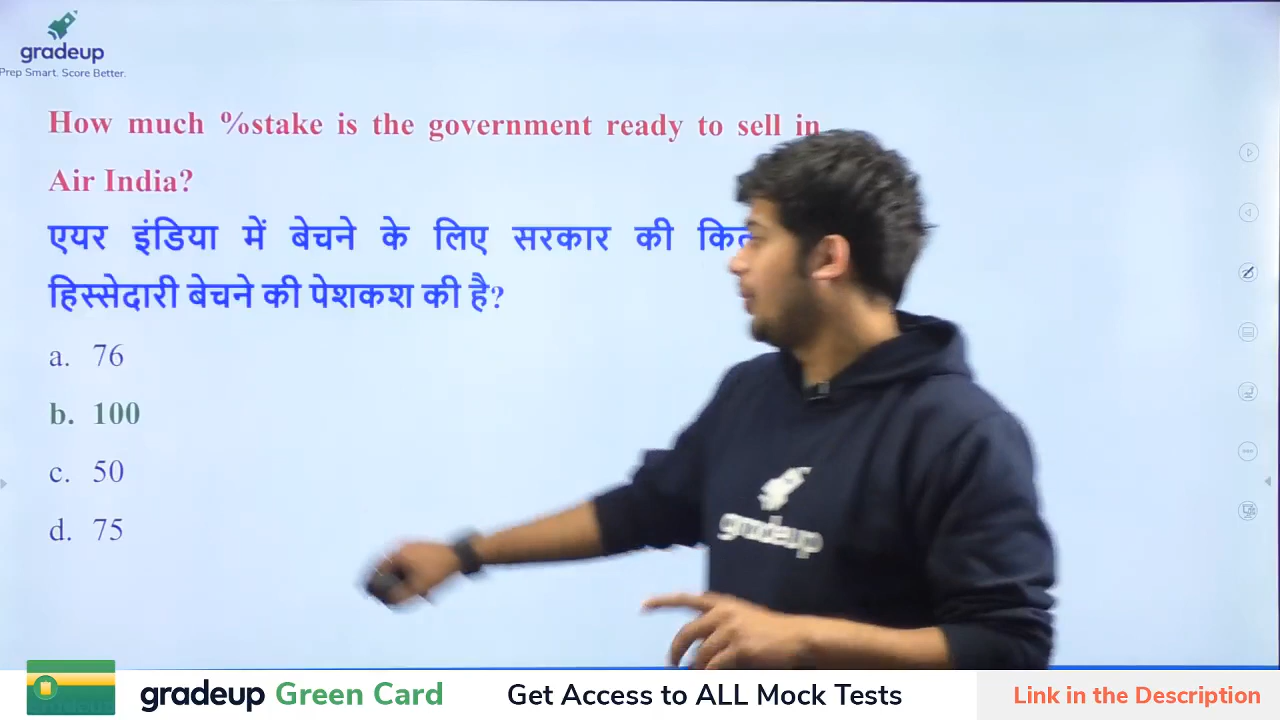 gradeup
Prep Smart. Score Better.
How much %stake is the government ready to sell in
Air India?
एयर इंडिया में बेचने के लिए सरकार की
हिस्सेदारी बेचने की पेशकश की है?
a. 76
b. 100
c. 50
d. 75
gradeup
gradeup Green Card
Get Access to ALL Mock Tests
Link in the Description